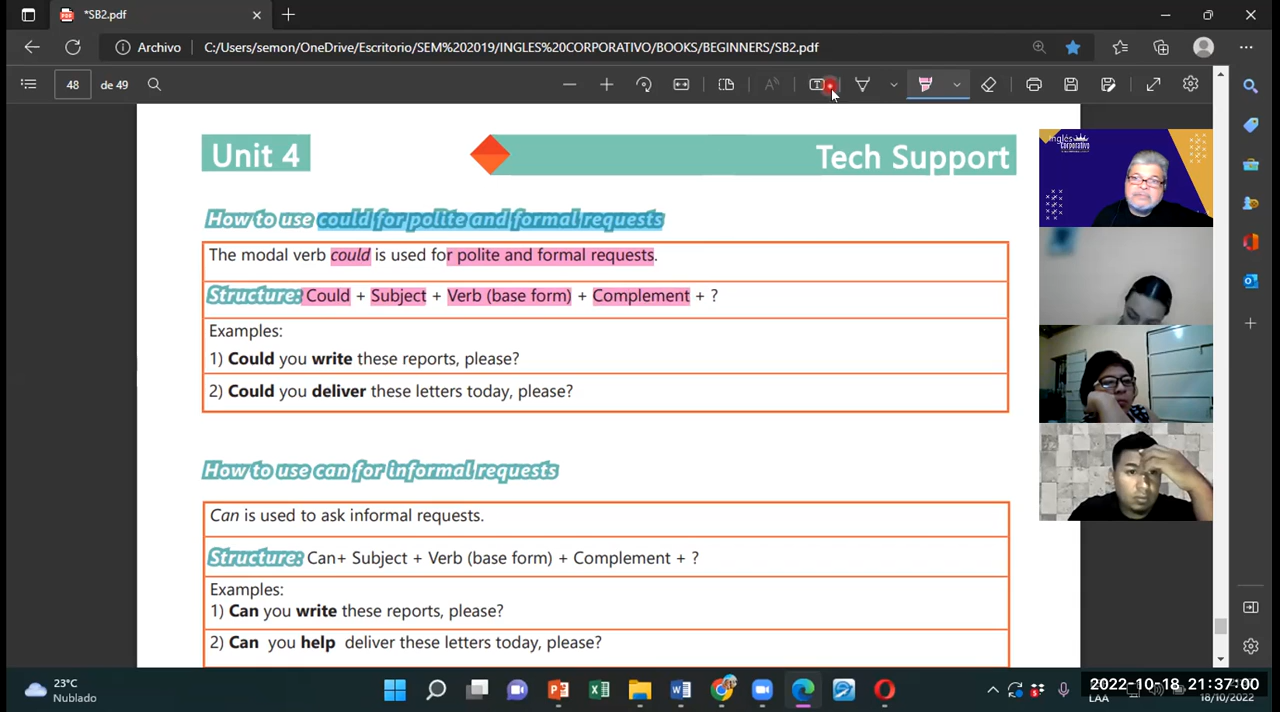 *SB2.pdf
Archivo
C:/Users/semon/OneDrive/Escritorio/SEM%202019/INGLES%20CORPORATIVO/BOOKS/BEGINNERS/SB2.pdf
48 de 49
Unit 4
Tech Support
How to use could for polite and formal requests
The modal verb could is used for polite and formal requests.
Structure: Could + Subject + Verb (base form) + Complement + ?
Examples:
1) Could you write these reports, please?
2) Could you deliver these letters today, please?
How to use can for informal requests
Can is used to ask informal requests.
Structure: Can+ Subject + Verb (base form) + Complement + ?
Examples:
1) Can you write these reports, please?
2) Can you help deliver these letters today, please?
Inglés
Corporativo
23°C
Nublado
2022-10-18 21:37:00
LAA
18/10/2022